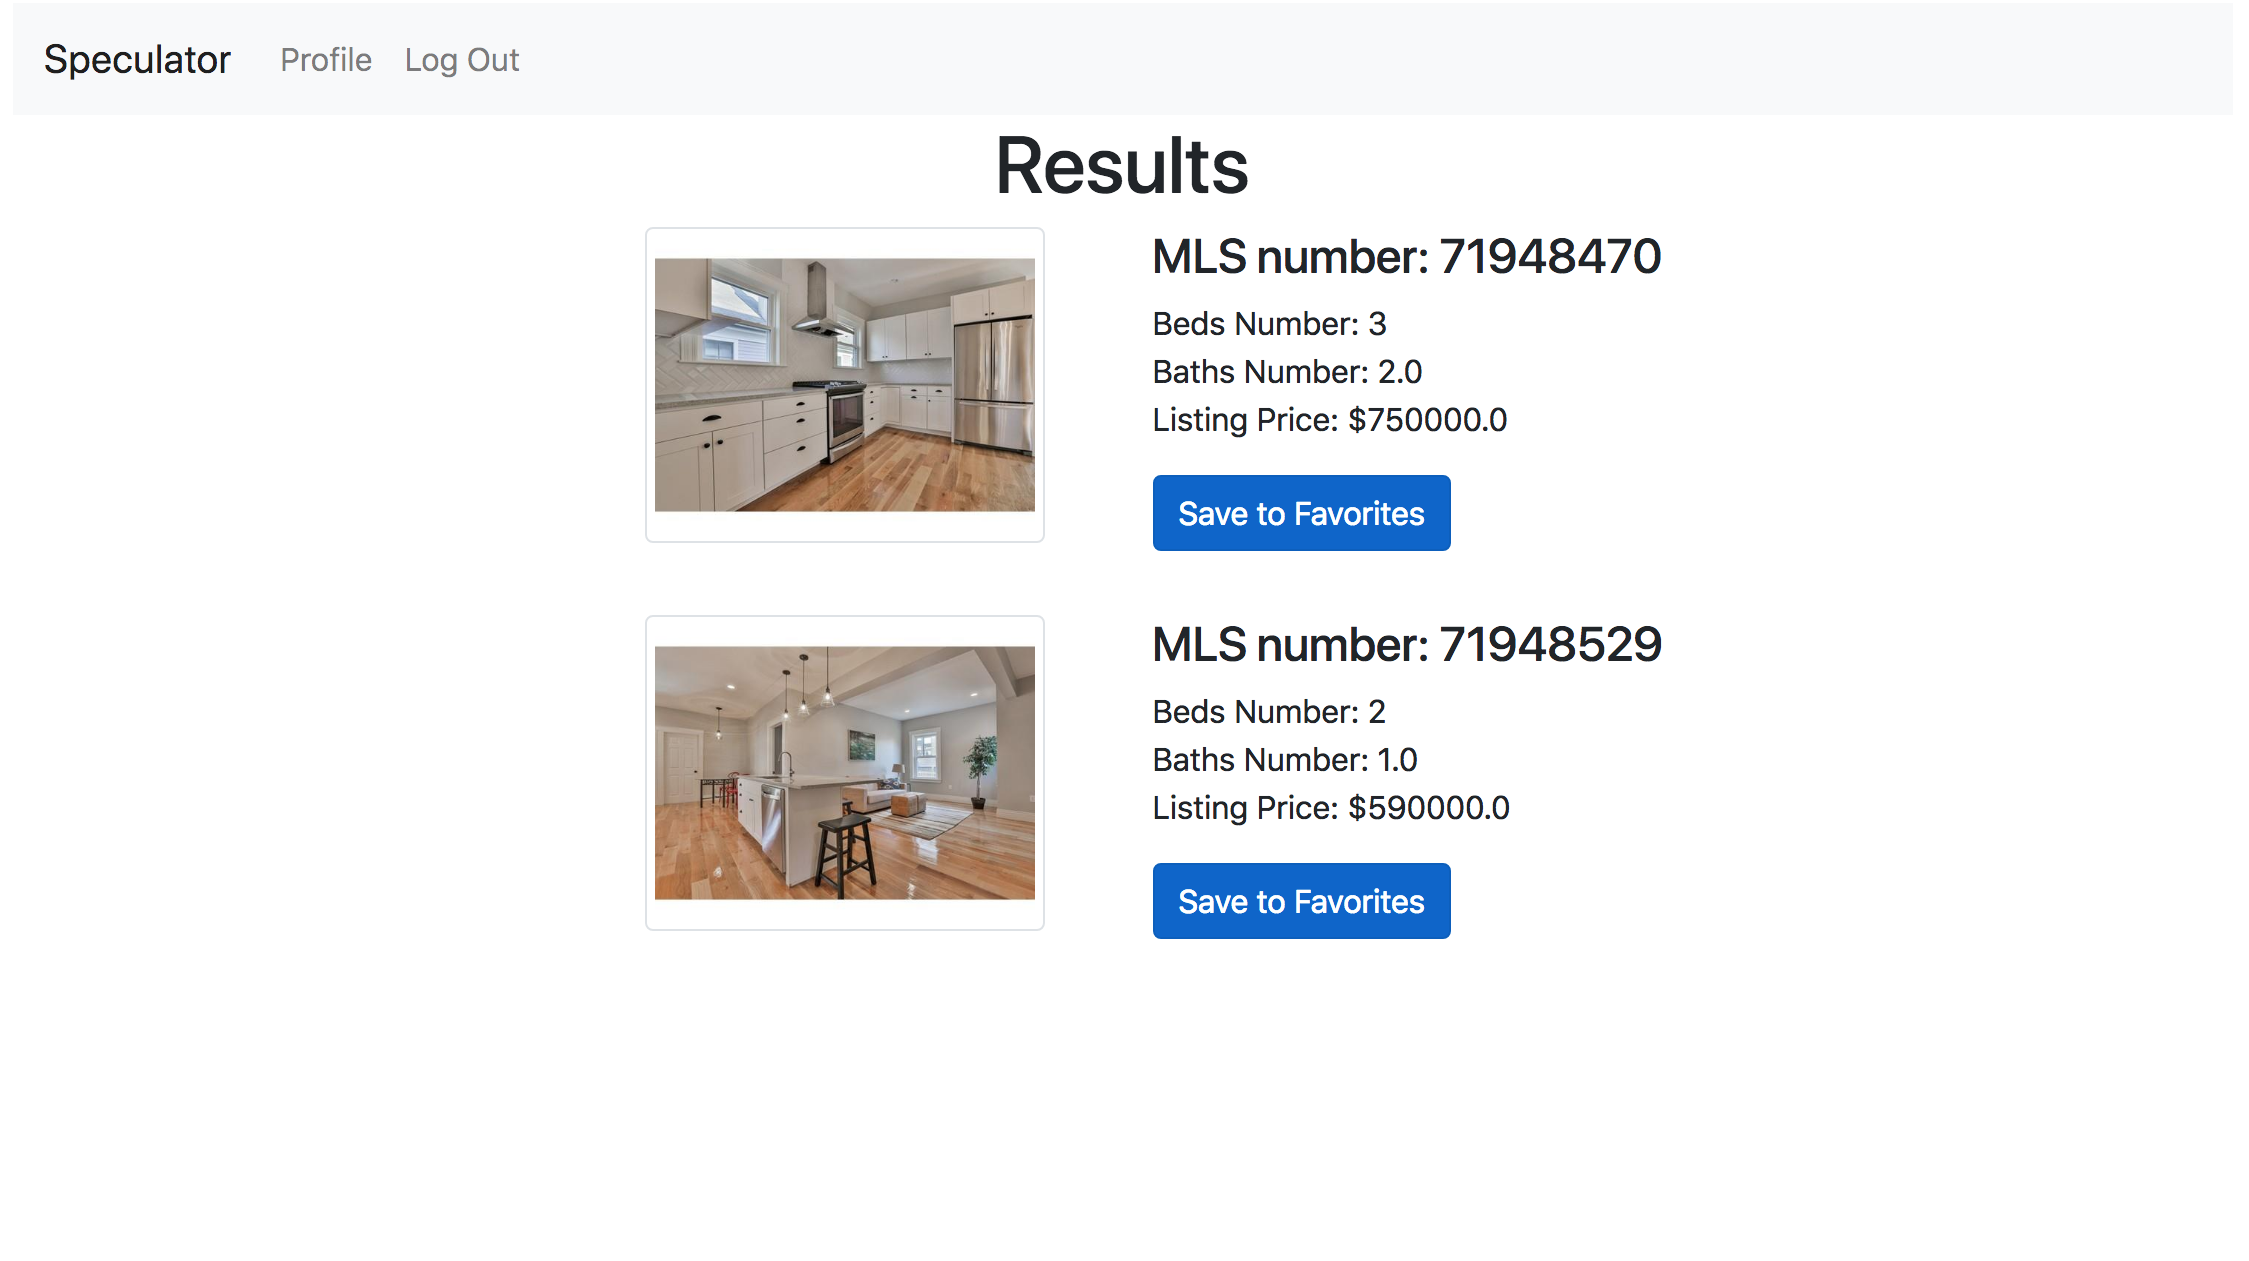 Speculator Profile Log Out
Results
MLS number: 71948470
Beds Number: 3
Baths Number: 2.0
Listing Price: $750000.0
Save to Favorites
MLS number: 71948529
Beds Number: 2
Baths Number: 1.0
Listing Price: $590000.0
Save to Favorites